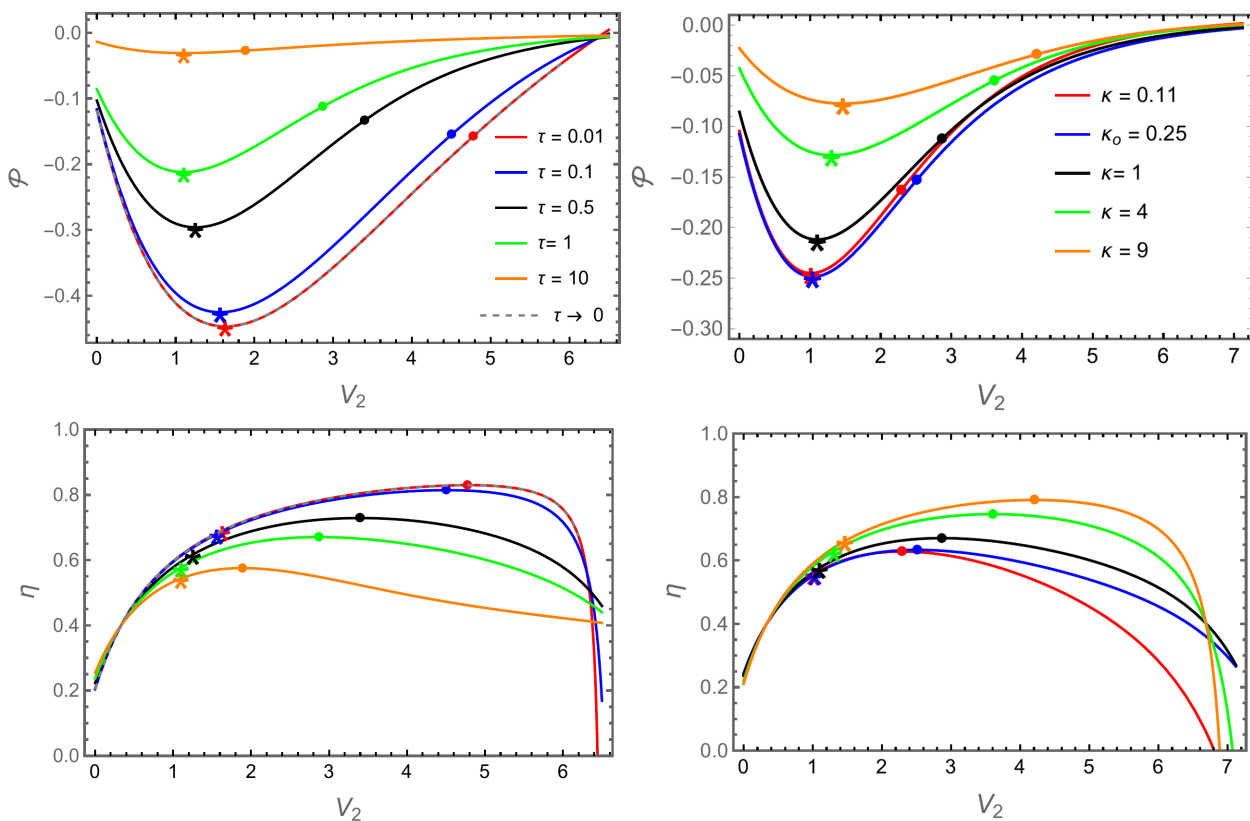 0.0
-0.1
-0.2
-0.3
-0.4
𝒫
0 1 2 3 4 5 6
V₂
τ = 0.01
τ = 0.1
τ = 0.5
τ= 1
τ = 10
τ → 0
0.00
-0.05
-0.10
-0.15
-0.20
-0.25
-0.30
𝒫
0 1 2 3 4 5 6 7
V₂
κ = 0.11
κₒ = 0.25
κ= 1
κ = 4
κ = 9
1.0
0.8
0.6
0.4
0.2
0.0
η
0 1 2 3 4 5 6
V₂
1.0
0.8
0.6
0.4
0.2
0.0
η
0 1 2 3 4 5 6 7
V₂